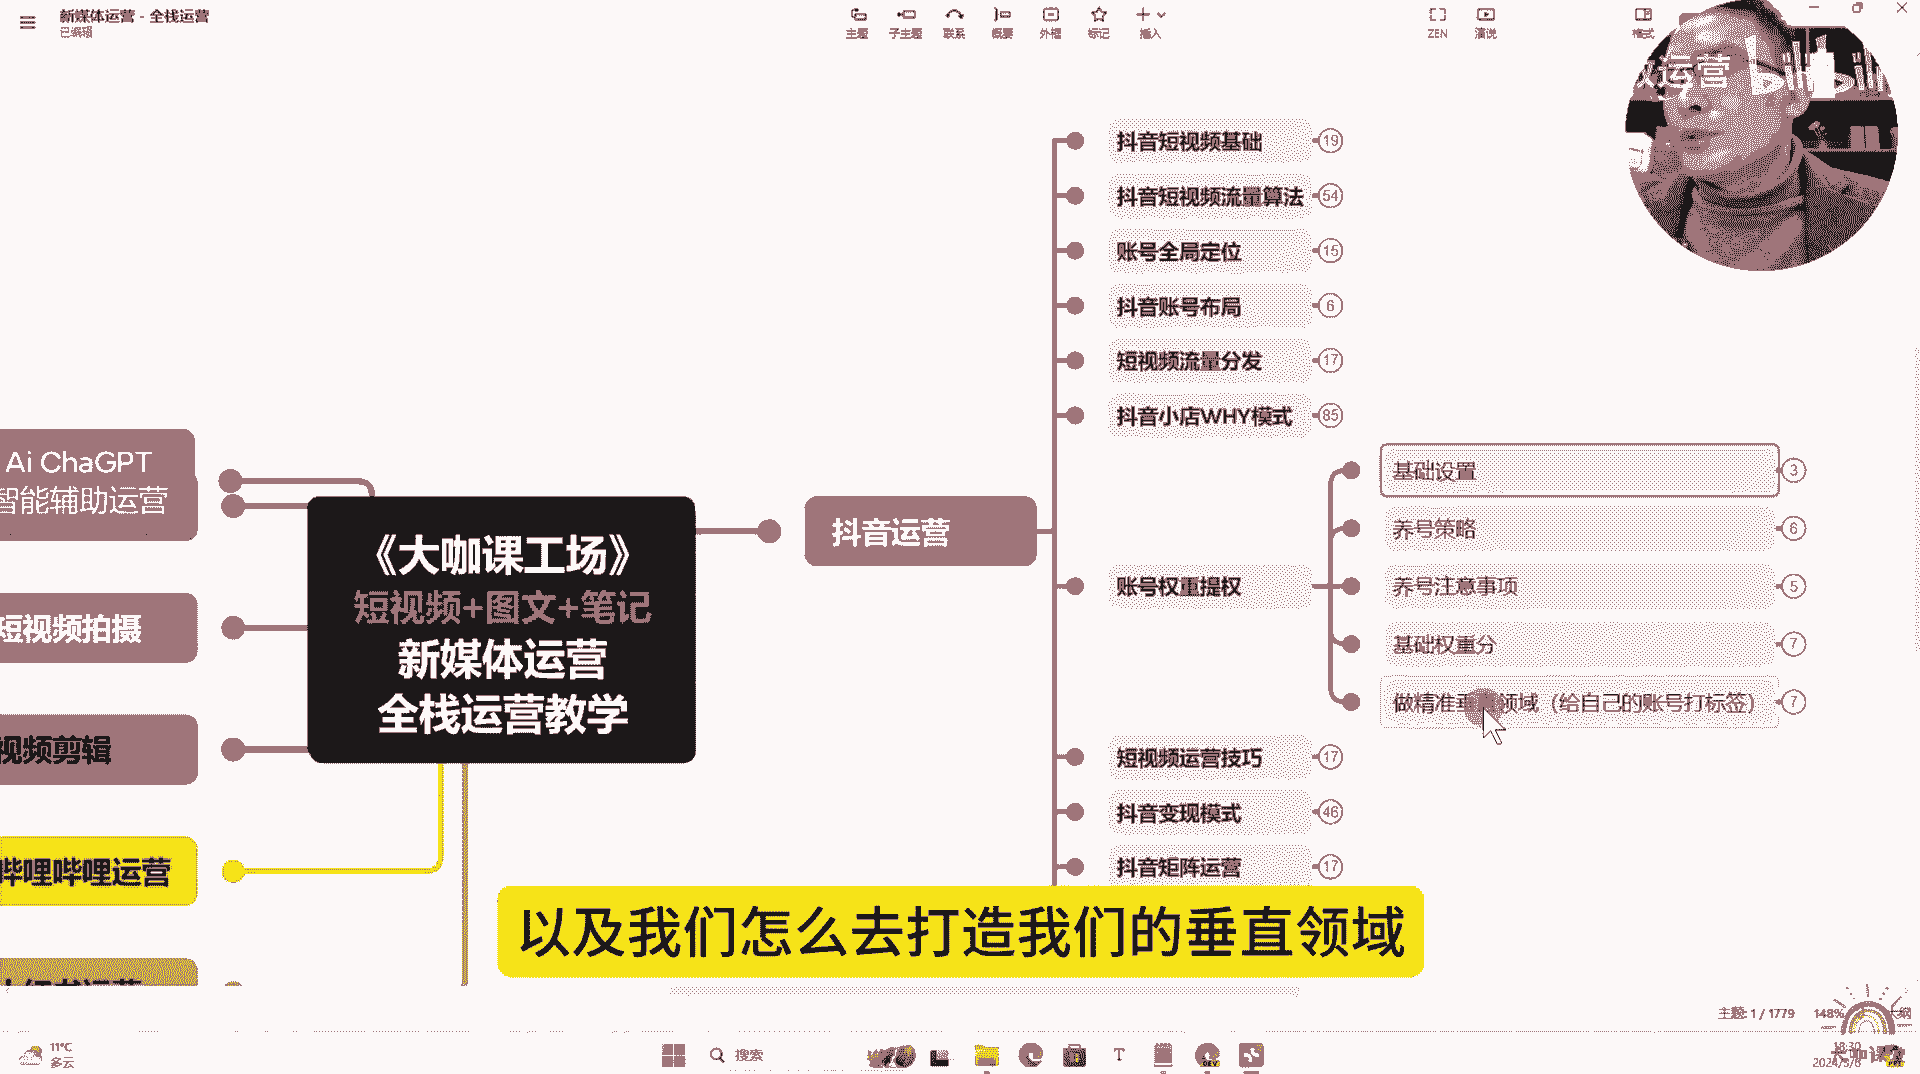 新媒体运营 - 全栈运营
已编辑
主题
子主题
联系
概要
外框
标记
插入
ZEN
演说
格式
做运营
bilibili
抖音短视频基础 19
抖音短视频流量算法 54
账号全局定位 15
抖音账号布局 6
短视频流量分发 17
抖音小店WHY模式 85
基础设置 3
养号策略 6
账号权重提权
养号注意事项 5
基础权重分 7
做精准垂直领域（给自己的账号打标签） 7
短视频运营技巧 17
抖音变现模式 46
抖音矩阵运营 17
抖音运营
《大咖课工场》
短视频+图文+笔记
新媒体运营
全栈运营教学
Ai ChaGPT
智能辅助运营
短视频拍摄
视频剪辑
哔哩哔哩运营
以及我们怎么去打造我们的垂直领域
主题: 1 / 1779
148%
11°C
多云
搜索
18:30